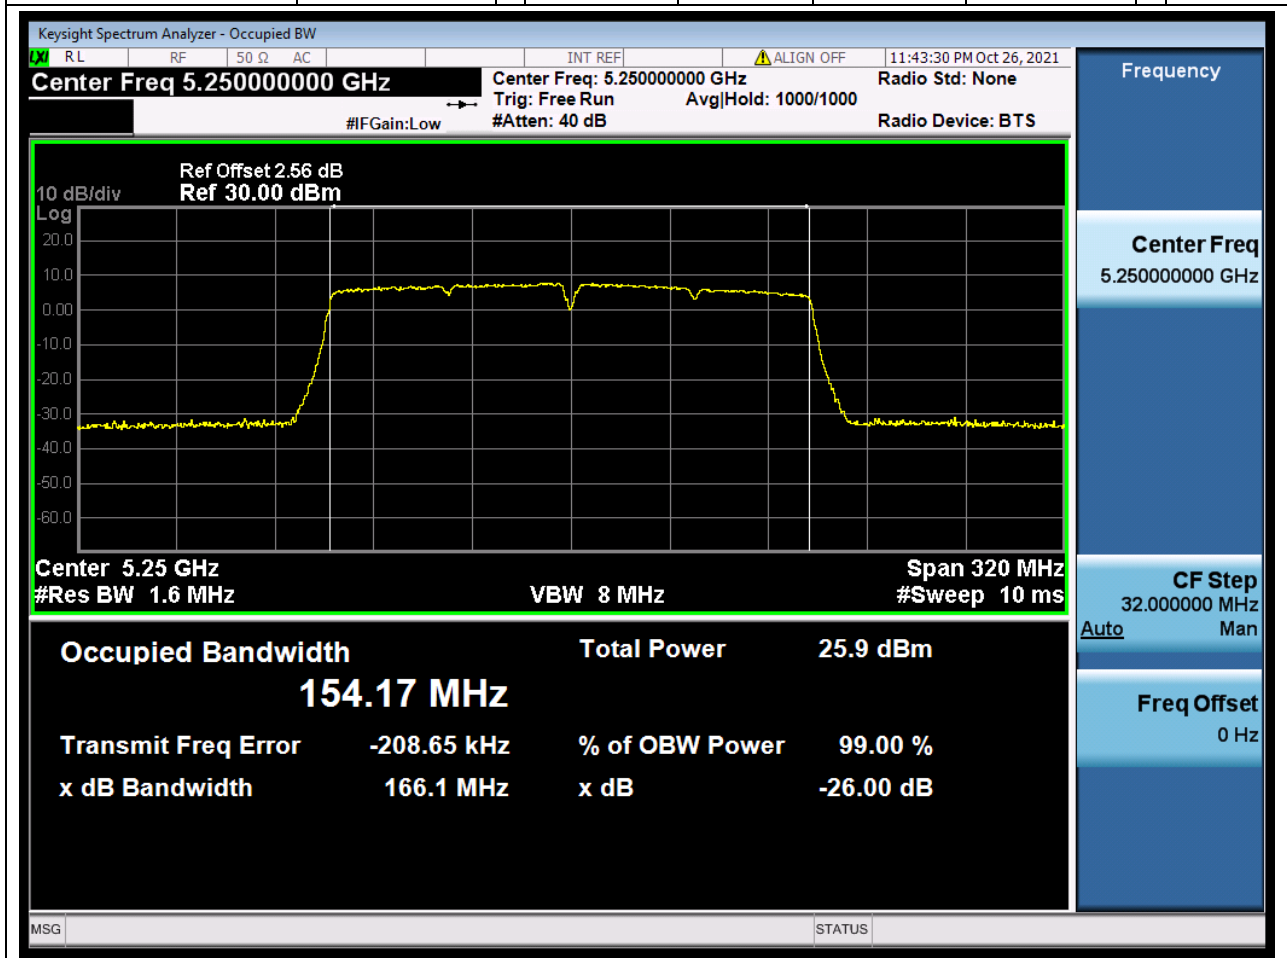 Keysight Spectrum Analyzer - Occupied BW
LXI RL RF 50 Ω AC INT REF ALIGN OFF 11:43:30 PM Oct 26, 2021
Center Freq 5.250000000 GHz
Center Freq: 5.250000000 GHz
Radio Std: None
Trig: Free Run Avg|Hold: 1000/1000
#IFGain:Low #Atten: 40 dB Radio Device: BTS
Ref Offset 2.56 dB
10 dB/div Ref 30.00 dBm
Log
20.0
10.0
0.00
-10.0
-20.0
-30.0
-40.0
-50.0
-60.0
Center 5.25 GHz Span 320 MHz
#Res BW 1.6 MHz VBW 8 MHz #Sweep 10 ms
Occupied Bandwidth Total Power 25.9 dBm
154.17 MHz
Transmit Freq Error -208.65 kHz % of OBW Power 99.00 %
x dB Bandwidth 166.1 MHz x dB -26.00 dB
MSG STATUS
Frequency
Center Freq
5.250000000 GHz
CF Step
32.000000 MHz
Auto Man
Freq Offset
0 Hz